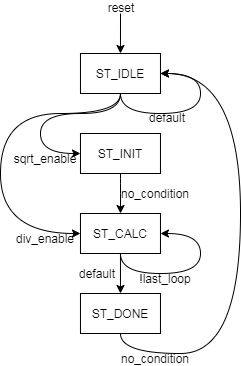 reset
ST_IDLE
default
sqrt_enable
ST_INIT
no_condition
div_enable
ST_CALC
default
!last_loop
ST_DONE
no_condition